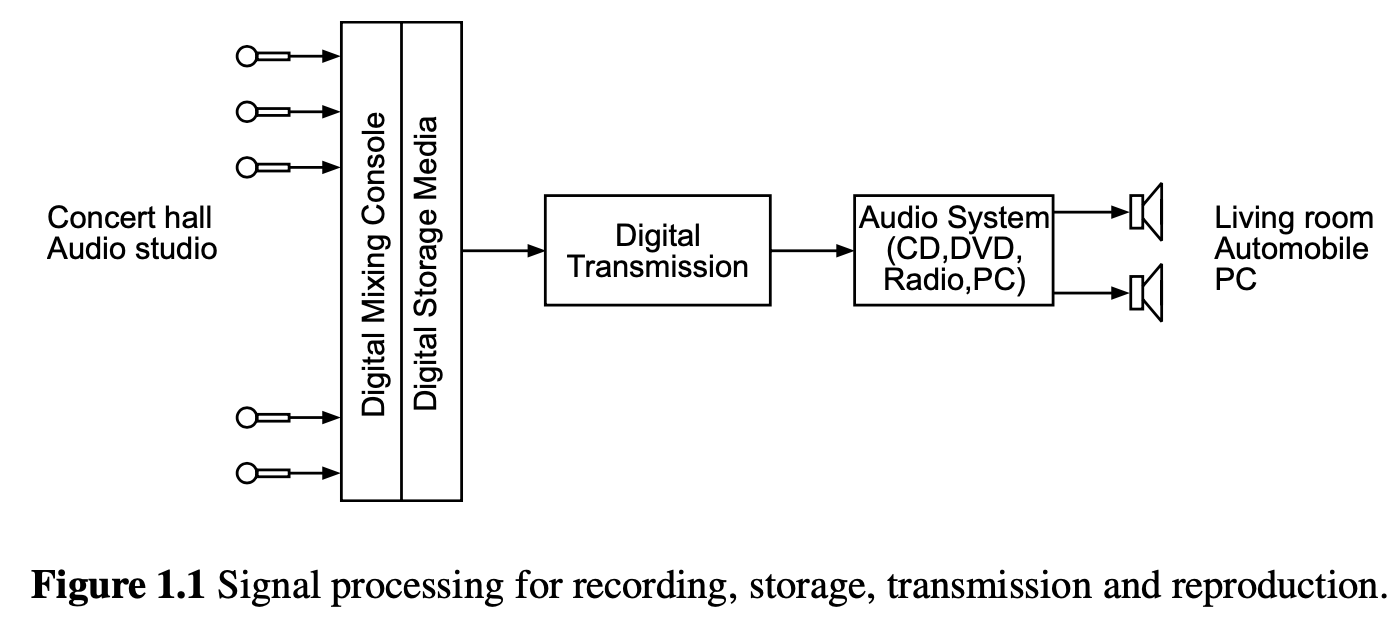 Concert hall
Audio studio
Digital Mixing Console
Digital Storage Media
Digital
Transmission
Audio System
(CD,DVD,
Radio,PC)
Living room
Automobile
PC
Figure 1.1 Signal processing for recording, storage, transmission and reproduction.